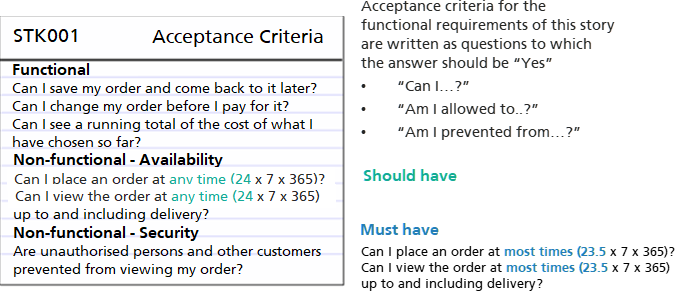 STK001 Acceptance Criteria
Functional
Can I save my order and come back to it later?
Can I change my order before I pay for it?
Can I see a running total of the cost of what I
have chosen so far?
Non-functional - Availability
Can I place an order at any time (24 x 7 x 365)?
Can I view the order at any time (24 x 7 x 365)
up to and including delivery?
Non-functional - Security
Are unauthorised persons and other customers
prevented from viewing my order?
Acceptance criteria for the
functional requirements of this story
are written as questions to which
the answer should be “Yes”
• “Can I…?”
• “Am I allowed to..?”
• “Am I prevented from…?”
Should have
Must have
Can I place an order at most times (23.5 x 7 x 365)?
Can I view the order at most times (23.5 x 7 x 365)
up to and including delivery?